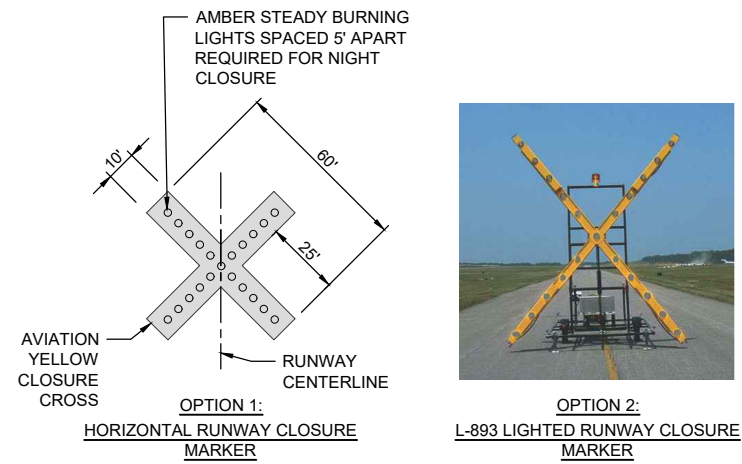 AMBER STEADY BURNING
LIGHTS SPACED 5' APART
REQUIRED FOR NIGHT
CLOSURE
10'
60'
25'
AVIATION
YELLOW
CLOSURE
CROSS
RUNWAY
CENTERLINE
OPTION 1:
HORIZONTAL RUNWAY CLOSURE
MARKER
OPTION 2:
L-893 LIGHTED RUNWAY CLOSURE
MARKER